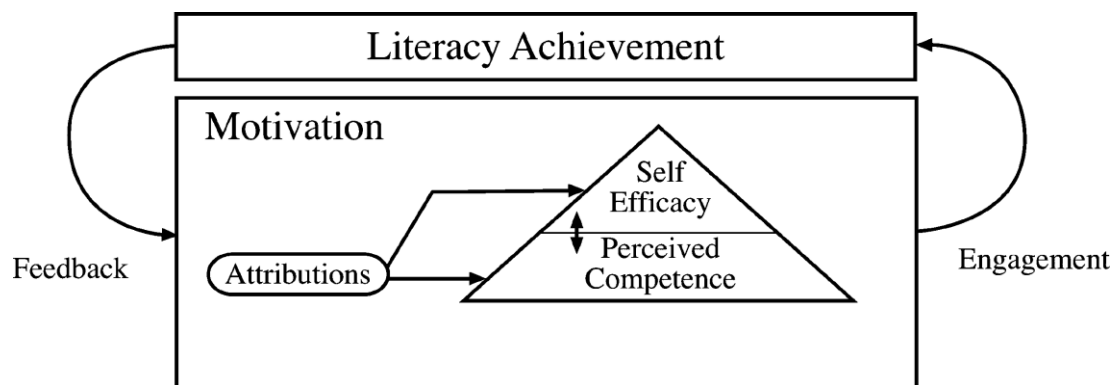 Literacy Achievement
Motivation
Self
Efficacy
Perceived
Competence
Attributions
Feedback
Engagement